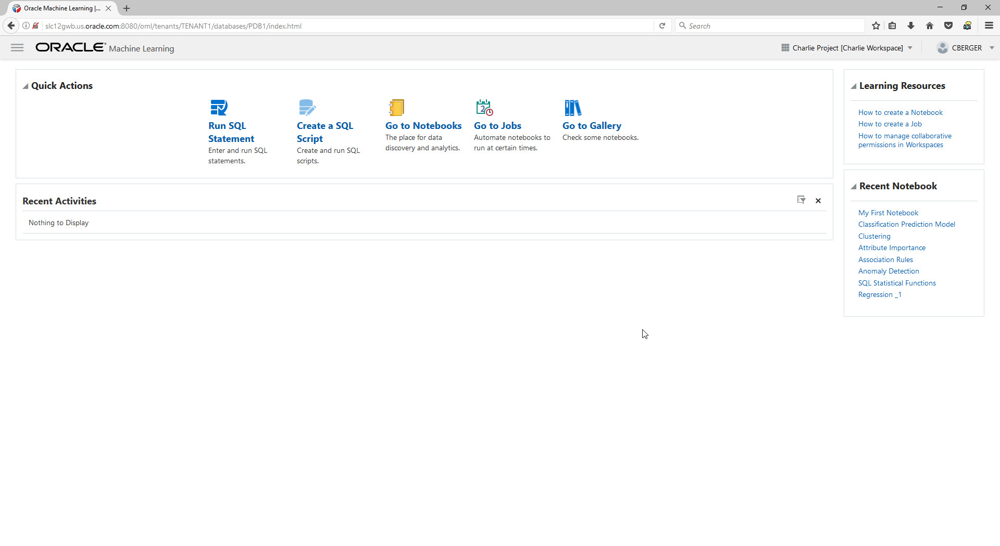 Oracle Machine Learning |...
slc12gwb.us.oracle.com:8080/oml/tenants/TENANT1/databases/PDB1/index.html
Search
ORACLE Machine Learning
Charlie Project [Charlie Workspace]
CBERGER
Quick Actions
Run SQL
Statement
Enter and run SQL
statements.
Create a SQL
Script
Create and run SQL
scripts.
Go to Notebooks
The place for data
discovery and analytics.
2
Go to Jobs
Automate notebooks to
run at certain times.
Go to Gallery
Check some notebooks.
Recent Activities
Nothing to Display
Learning Resources
How to create a Notebook
How to create a Job
How to manage collaborative
permissions in Workspaces
Recent Notebook
My First Notebook
Classification Prediction Model
Clustering
Attribute Importance
Association Rules
Anomaly Detection
SQL Statistical Functions
Regression _1